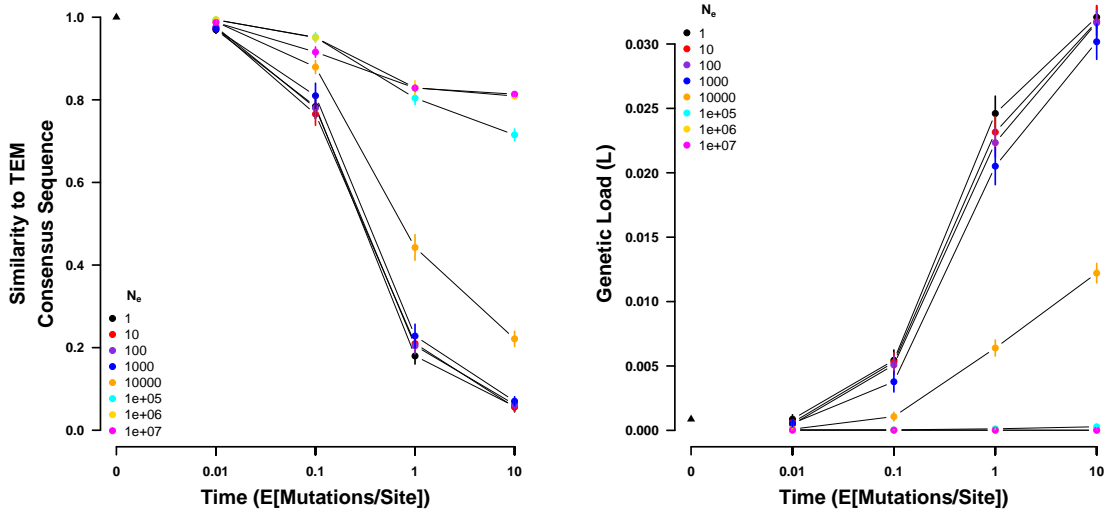 Similarity to TEM
Consensus Sequence
1.0
0.8
0.6
0.4
0.2
0.0
Ne
1
10
100
1000
10000
1e+05
1e+06
1e+07
0
0.01
0.1
1
10
Time (E[Mutations/Site])
Genetic Load (L)
0.030
0.025
0.020
0.015
0.010
0.005
0.000
Ne
1
10
100
1000
10000
1e+05
1e+06
1e+07
0
0.01
0.1
1
10
Time (E[Mutations/Site])